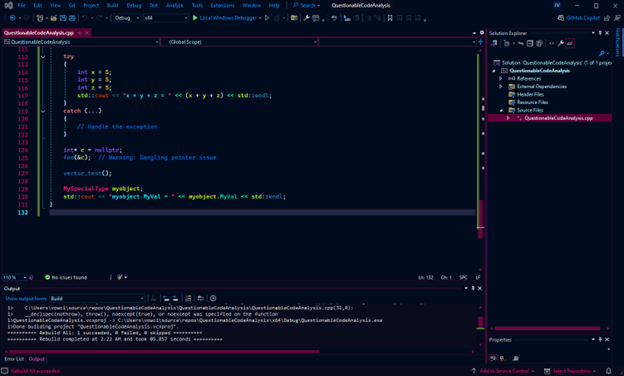 File Edit View Git Project Build Debug Test Analyze Tools Extensions Window Help Search QuestionableCodeAnalysis JV
Debug x64 Local Windows Debugger GitHub Copilot
QuestionableCodeAnalysis.cpp
QuestionableCodeAnalysis (Global Scope)
111
112 try
113 {
114 int x = 5;
115 int y = 5;
116 int z = 5;
117 std::cout << "x + y + z = " << (x + y + z) << std::endl;
118 }
119 catch (...)
120 {
121 // Handle the exception
122 }
123
124 int* c = nullptr;
125 foo(&c); // Warning: Dangling pointer issue
126
127 vector_test();
128
129 MySpecialType myobject;
130 std::cout << "myobject.MyVal = " << myobject.MyVal << std::endl;
131 }
132
110 % No issues found Ln: 132 Ch: 1 SPC LF
Output
Show output from: Build
1> C:\Users\vowci\source\repos\QuestionableCodeAnalysis\QuestionableCodeAnalysis\QuestionableCodeAnalysis.cpp(31,8):
1> __declspec(nothrow), throw(), noexcept(true), or noexcept was specified on the function
1>QuestionableCodeAnalysis.vcxproj -> C:\Users\vowci\source\repos\QuestionableCodeAnalysis\x64\Debug\QuestionableCodeAnalysis.exe
1>Done building project "QuestionableCodeAnalysis.vcxproj".
========== Rebuild All: 1 succeeded, 0 failed, 0 skipped ==========
========== Rebuild completed at 2:22 AM and took 05.857 seconds ==========
Error List Output
Rebuild All succeeded Add to Source Control Select Repository
Solution Explorer
Solution 'QuestionableCodeAnalysis' (1 of 1 project)
QuestionableCodeAnalysis
References
External Dependencies
Header Files
Resource Files
Source Files
QuestionableCodeAnalysis.cpp
Properties
Notifications